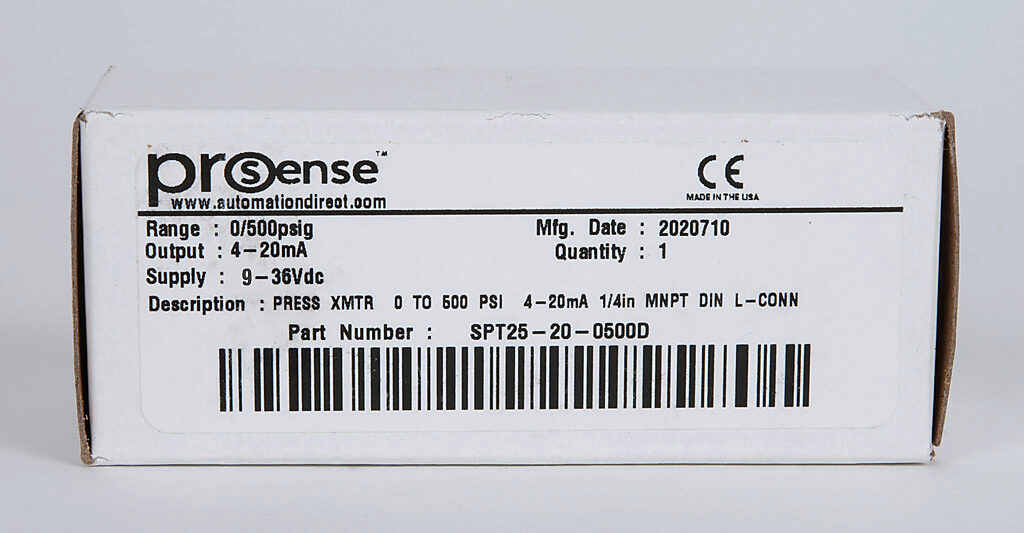 prosense™
CE
www.automationdirect.com
MADE IN THE USA
Range : 0/500psig
Mfg. Date : 2020710
Output : 4-20mA
Quantity : 1
Supply : 9-36Vdc
Description : PRESS XMTR 0 TO 500 PSI 4-20mA 1/4in MNPT DIN L-CONN
Part Number : SPT25-20-0500D